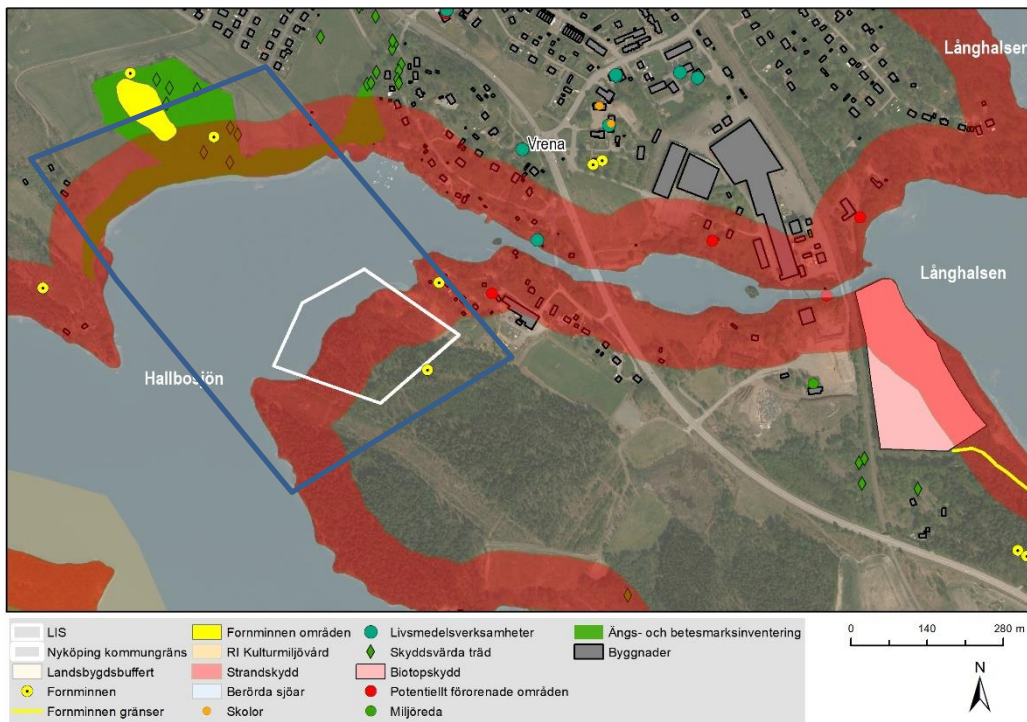 Långhalsen
Vrena
Långhalsen
Hallbosjön
LIS
Nyköping kommungräns
Landsbygdsbuffert
Fornminnen
Fornminnen gränser
Fornminnen områden
RI Kulturmiljövård
Strandskydd
Berörda sjöar
Skolor
Livsmedelsverksamheter
Skyddsvärda träd
Biotopskydd
Potentiellt förorenade områden
Miljöreda
Ängs- och betesmarksinventering
Byggnader
0 140 280 m
N